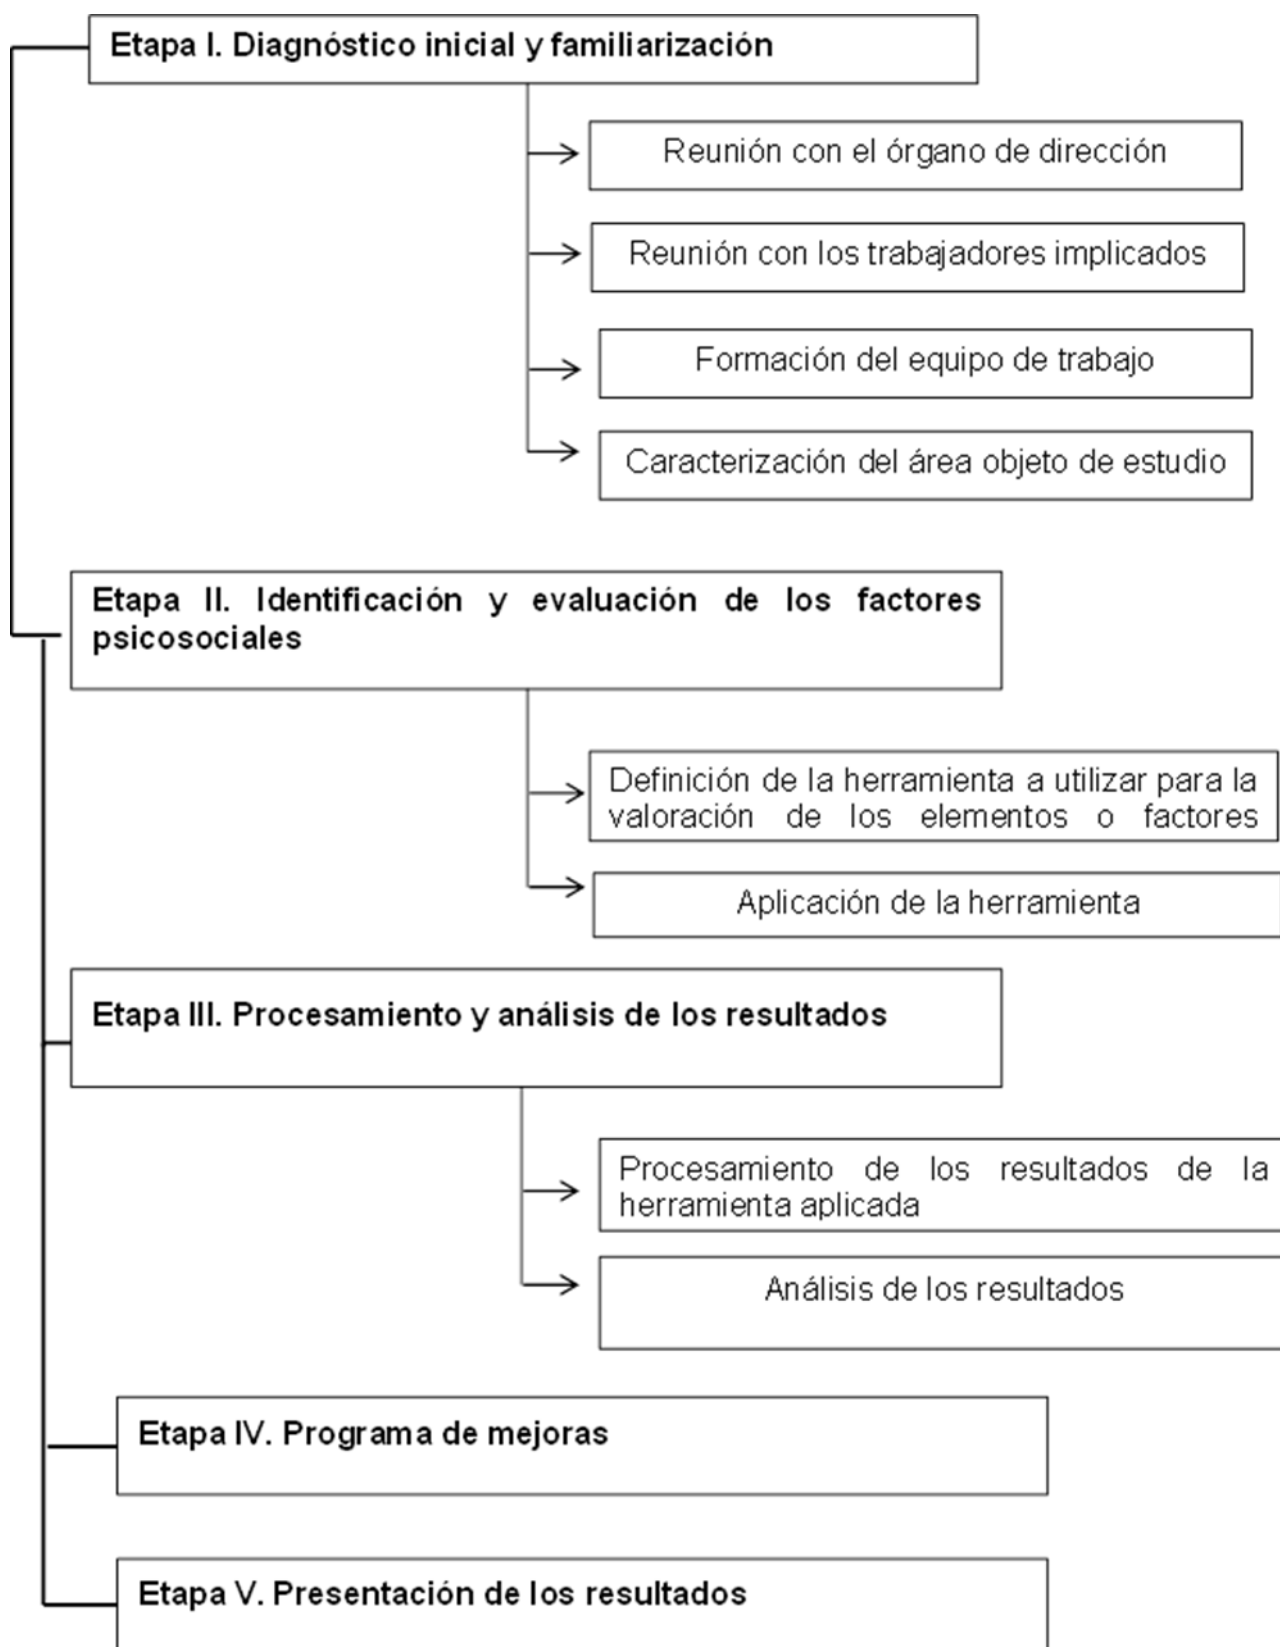 Etapa I. Diagnóstico inicial y familiarización
Reunión con el órgano de dirección
Reunión con los trabajadores implicados
Formación del equipo de trabajo
Caracterización del área objeto de estudio
Etapa II. Identificación y evaluación de los factores
psicosociales
Definición de la herramienta a utilizar para la
valoración de los elementos o factores
Aplicación de la herramienta
Etapa III. Procesamiento y análisis de los resultados
Procesamiento de los resultados de la
herramienta aplicada
Análisis de los resultados
Etapa IV. Programa de mejoras
Etapa V. Presentación de los resultados